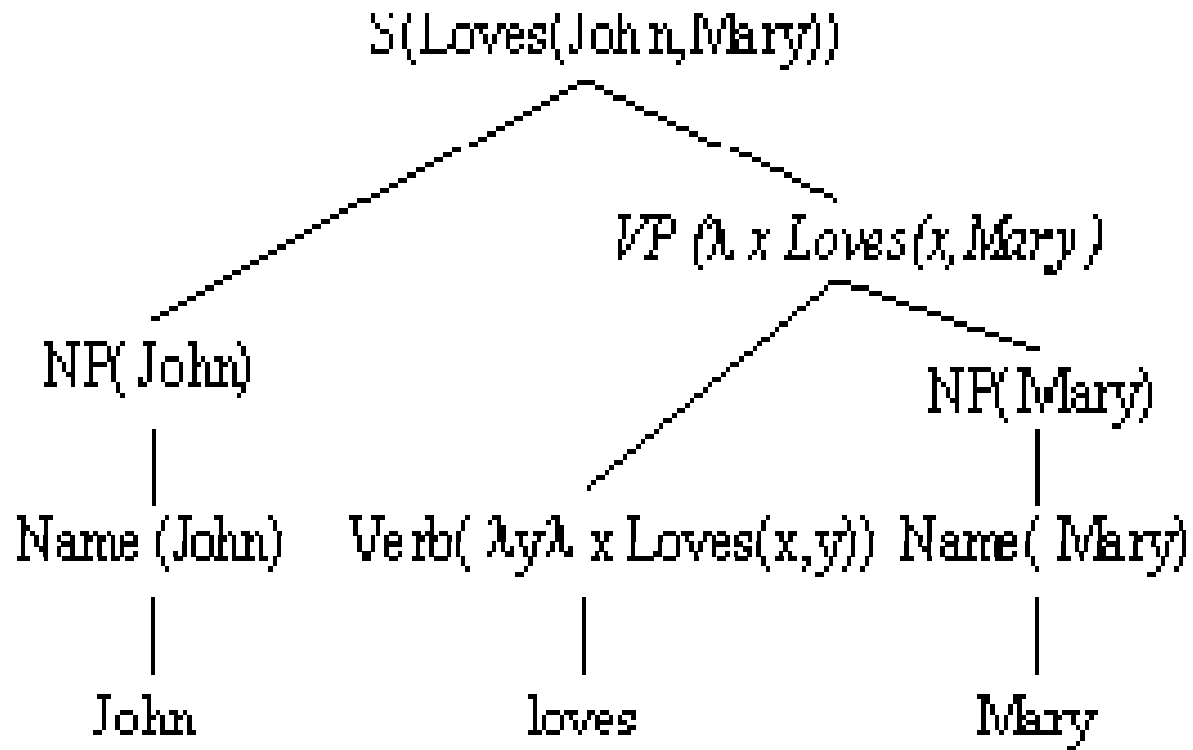 S(Loves(John,Mary))
VP (λ x Loves(x,Mary )
NP(John)
NP(Mary)
Name (John) Verb( λyλ x Loves(x,y)) Name( Mary)
John loves Mary